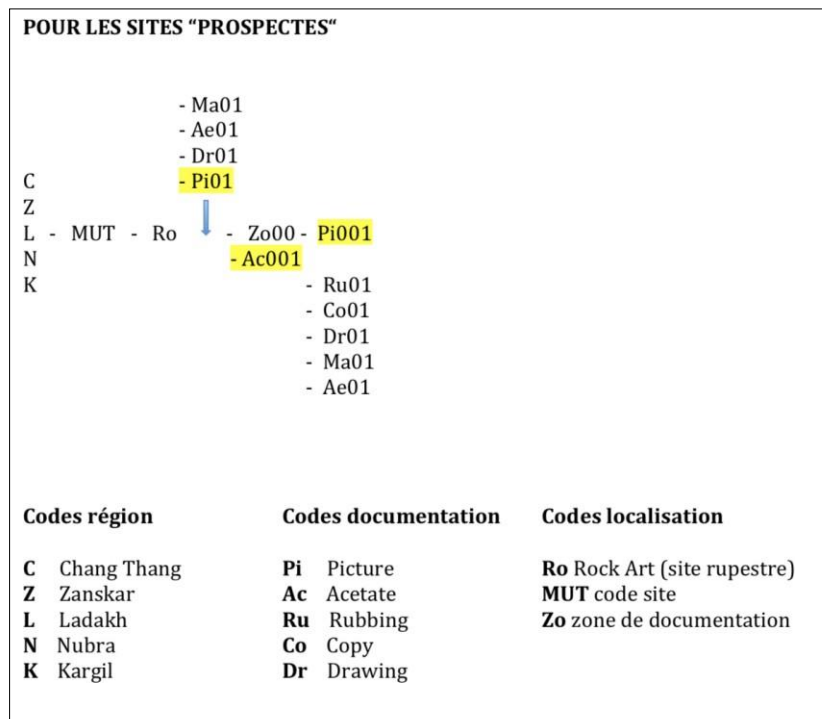 POUR LES SITES “PROSPECTES“
- Ma01
- Ae01
- Dr01
C - Pi01
Z
L - MUT - Ro - Zo00 - Pi001
N - Ac001
K - Ru01
- Co01
- Dr01
- Ma01
- Ae01
Codes région Codes documentation Codes localisation
C Chang Thang Pi Picture Ro Rock Art (site rupestre)
Z Zanskar Ac Acetate MUT code site
L Ladakh Ru Rubbing Zo zone de documentation
N Nubra Co Copy
K Kargil Dr Drawing